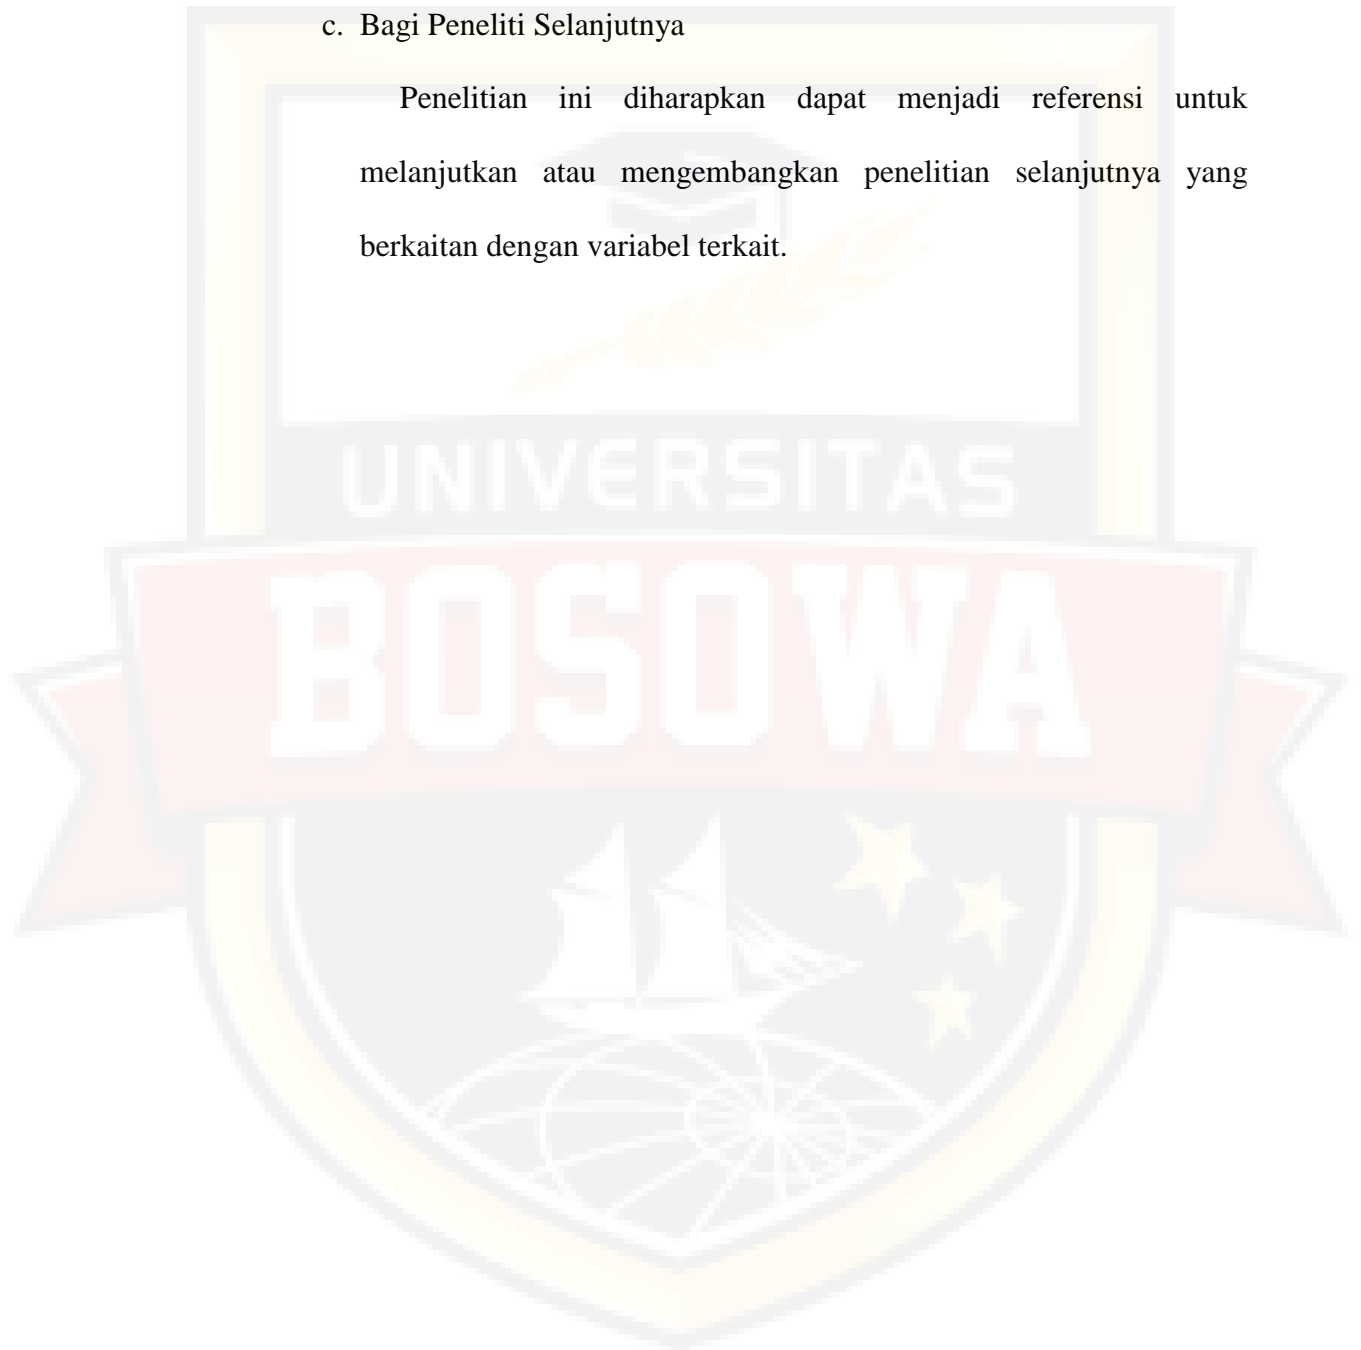 c. Bagi Peneliti Selanjutnya
Penelitian ini diharapkan dapat menjadi referensi untuk
melanjutkan atau mengembangkan penelitian selanjutnya yang
berkaitan dengan variabel terkait.
UNIVERSITAS
BOSOWA